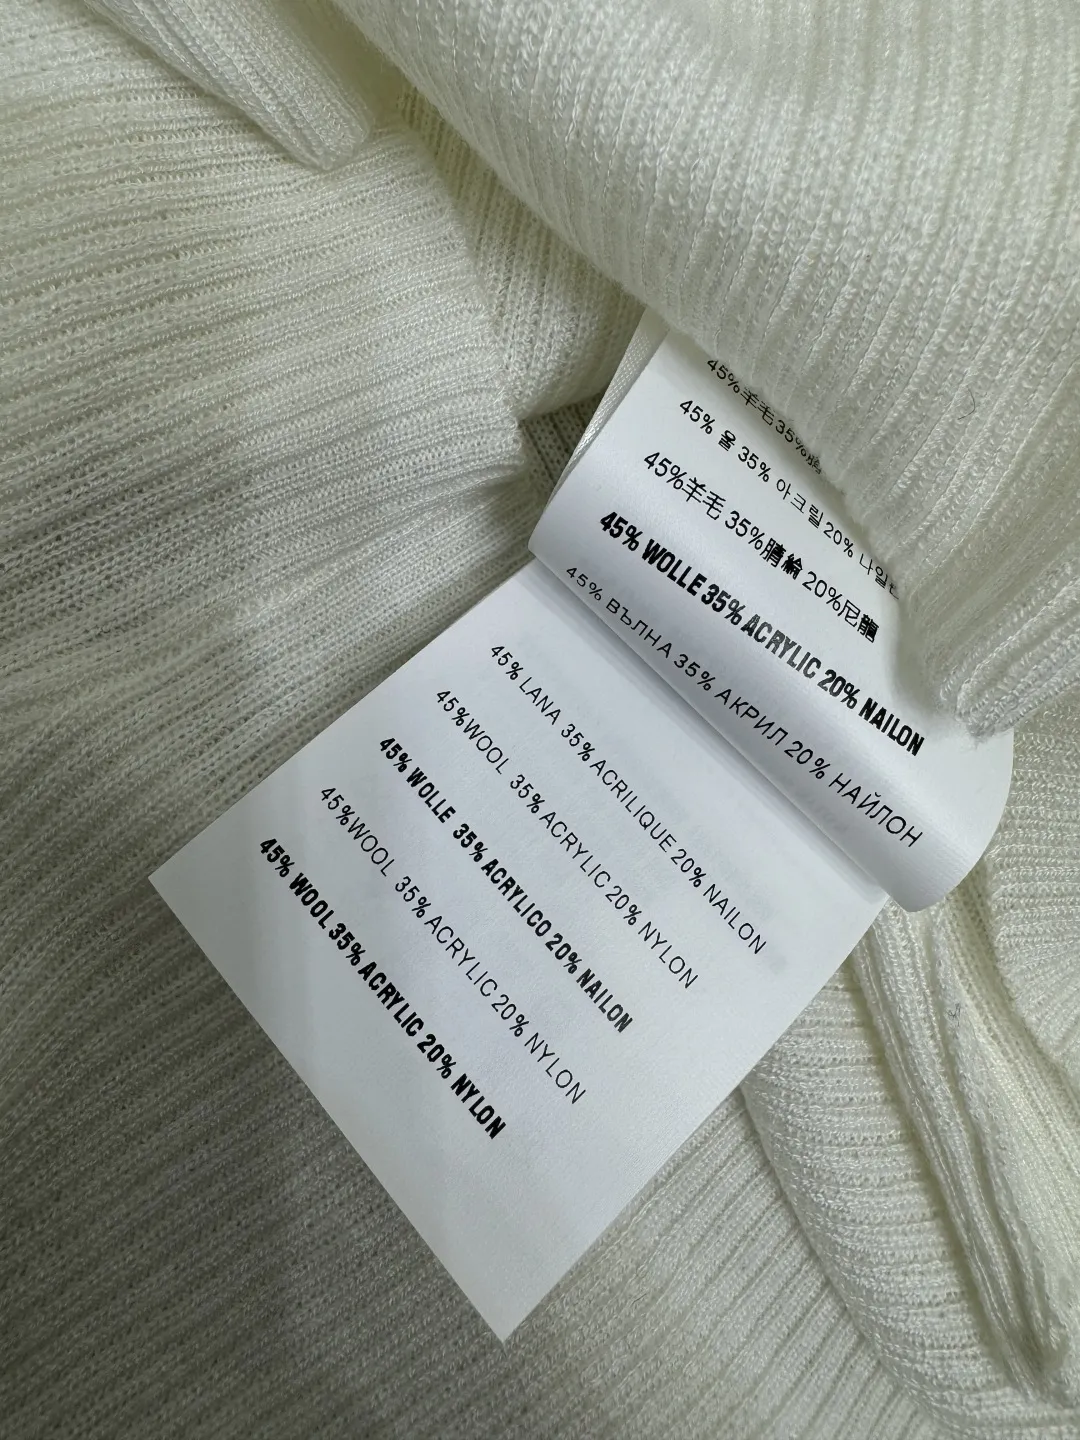 45%羊毛35%
45% 울 35% 아크릴 20% 나일
45%羊毛 35%腈綸 20%尼龍
45% WOLLE 35% ACRYLIC 20% NAILON
45% ВЪЛНА 35% АКРИЛ 20% НАЙЛОН
45% LANA 35% ACRILIQUE 20% NAILON
45%WOOL 35% ACRYLIC 20% NYLON
45% WOLLE 35% ACRYLICO 20% NAILON
45%WOOL 35% ACRYLIC 20% NYLON
45% WOOL 35% ACRYLIC 20% NYLON